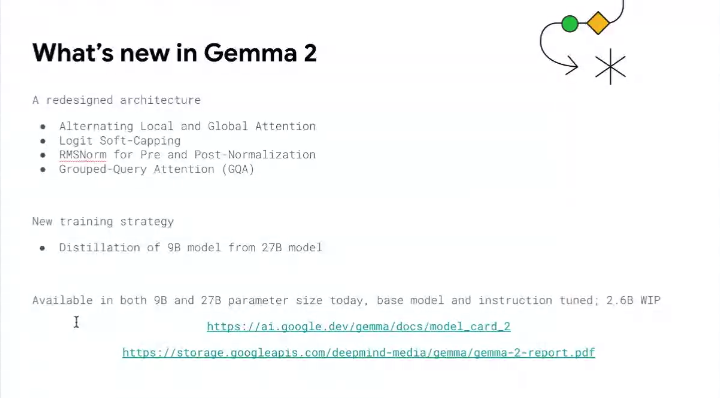 What's new in Gemma 2
A redesigned architecture
● Alternating Local and Global Attention
● Logit Soft-Capping
● RMSNorm for Pre and Post-Normalization
● Grouped-Query Attention (GQA)
New training strategy
● Distillation of 9B model from 27B model
Available in both 9B and 27B parameter size today, base model and instruction tuned; 2.6B WIP
https://ai.google.dev/gemma/docs/model_card_2
https://storage.googleapis.com/deepmind-media/gemma/gemma-2-report.pdf